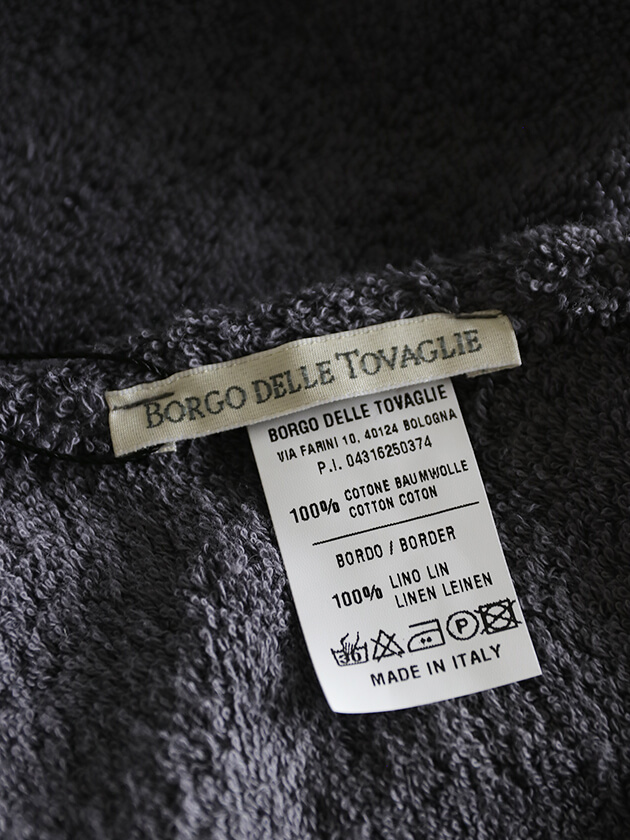 BORGO DELLE TOVAGLIE
BORGO DELLE TOVAGLIE
VIA FARINI 10, 40124 BOLOGNA
P.I. 04316250374
100% COTONE BAUMWOLLE
COTTON COTON
BORDO / BORDER
100% LINO LIN
LINEN LEINEN
30 P
MADE IN ITALY